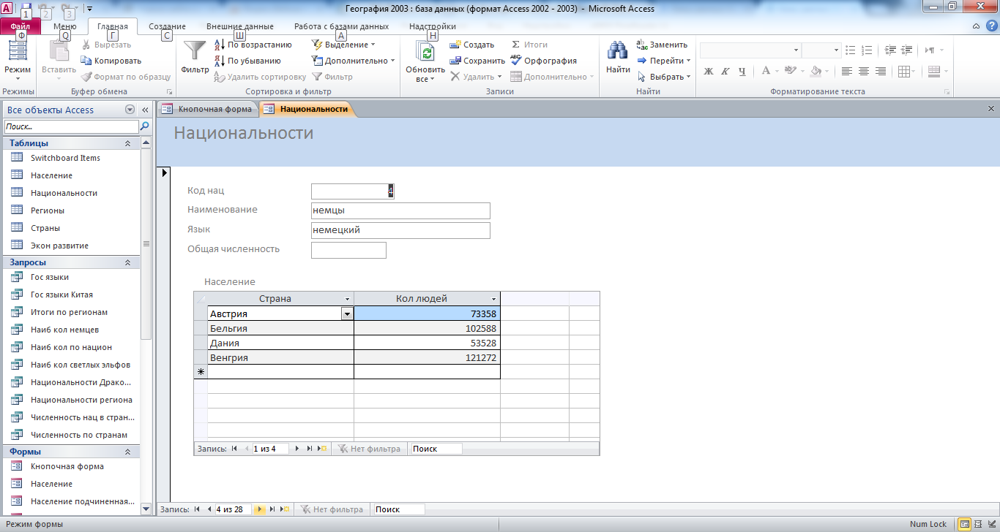 География 2003 : база данных (формат Access 2002 - 2003) - Microsoft Access
1 2 3
Файл Меню Главная Создание Внешние данные Работа с базами данных Надстройки
Ф Q Г С Ш А Н
Режим
Режимы
Вставить
Вырезать
Копировать
Формат по образцу
Буфер обмена
Фильтр
По возрастанию
По убыванию
Удалить сортировку
Выделение
Дополнительно
Фильтр
Сортировка и фильтр
Обновить
все
Создать
Сохранить
Удалить
Итоги
Орфография
Дополнительно
Записи
Найти
Заменить
Перейти
Выбрать
Найти
Ж К Ч А
Форматирование текста
Все объекты Access
Поиск...
Таблицы
Switchboard Items
Население
Национальности
Регионы
Страны
Экон развитие
Запросы
Гос языки
Гос языки Китая
Итоги по регионам
Наиб кол немцев
Наиб кол по национ
Наиб кол светлых эльфов
Национальности Драко...
Национальности региона
Численность нац в стран...
Численность по странам
Формы
Кнопочная форма
Население
Население подчиненная...
Кнопочная форма Национальности
Национальности
Код нац 4
Наименование немцы
Язык немецкий
Общая численность
Население
Страна Кол людей
Австрия 73358
Бельгия 102588
Дания 53528
Венгрия 121272
Запись: 1 из 4 Нет фильтра Поиск
Запись: 4 из 28 Нет фильтра Поиск
Режим формы Num Lock